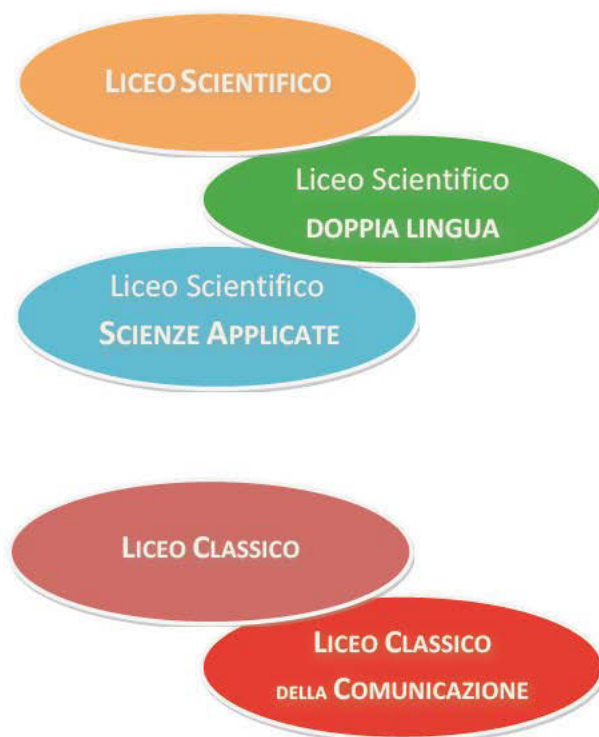 LICEO SCIENTIFICO
Liceo Scientifico
DOPPIA LINGUA
Liceo Scientifico
SCIENZE APPLICATE
LICEO CLASSICO
LICEO CLASSICO
DELLA COMUNICAZIONE